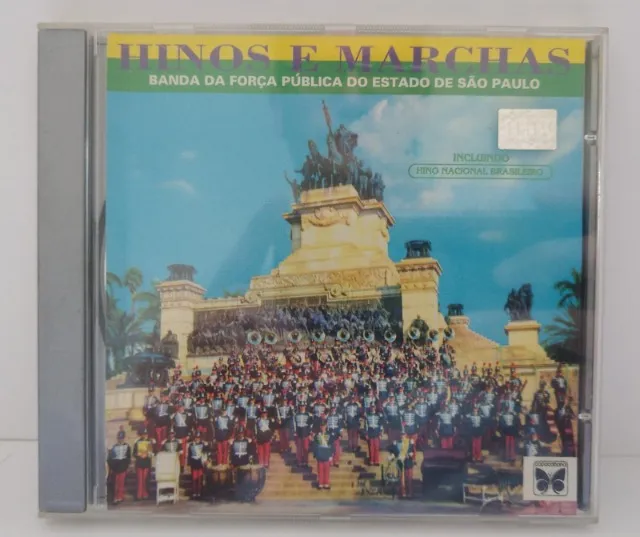 HINOS E MARCHAS
BANDA DA FORÇA PÚBLICA DO ESTADO DE SÃO PAULO
INCLUINDO
HINO NACIONAL BRASILEIRO